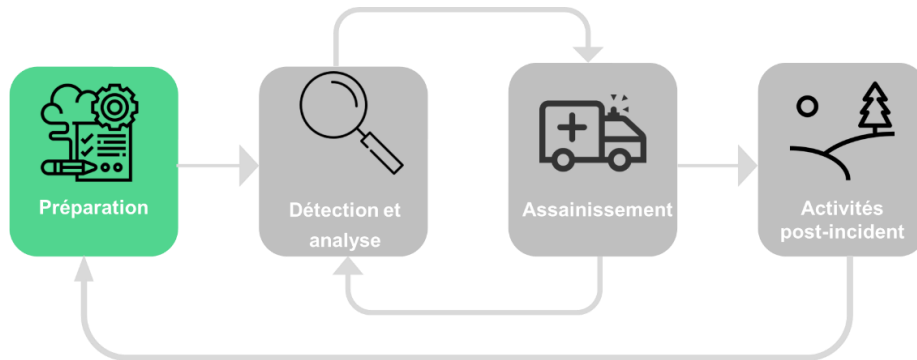 Préparation
Détection et
analyse
Assainissement
Activités
post-incident